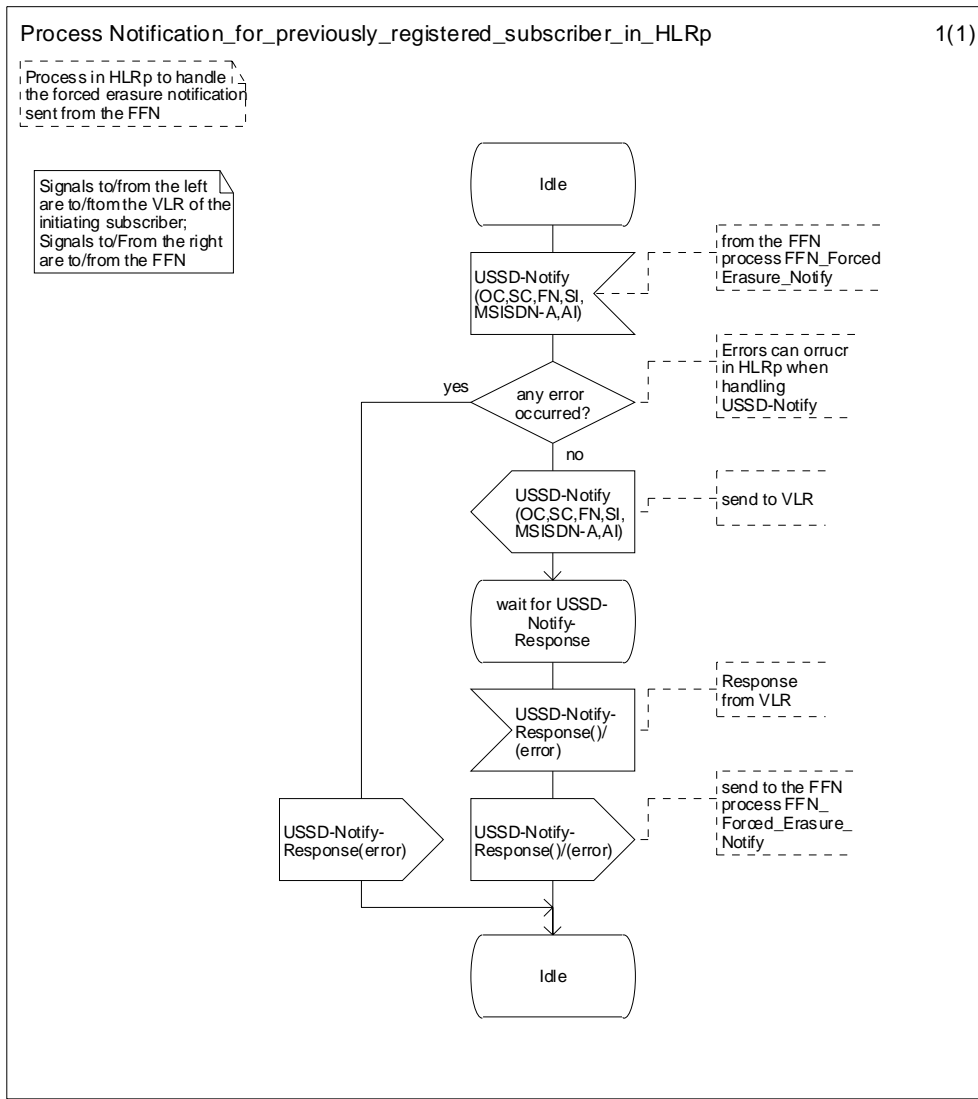 Process Notification_for_previously_registered_subscriber_in_HLRp
1(1)
Process in HLRp to handle
the forced erasure notification
sent from the FFN
Signals to/from the left
are to/ftom the VLR of the
initiating subscriber;
Signals to/From the right
are to/from the FFN
Idle
USSD-Notify
(OC,SC,FN,SI,
MSISDN-A,AI)
from the FFN
process FFN_Forced
Erasure_Notify
any error
occurred?
yes
no
Errors can orrucr
in HLRp when
handling
USSD-Notify
USSD-Notify
(OC,SC,FN,SI,
MSISDN-A,AI)
send to VLR
wait for USSD-
Notify-
Response
USSD-Notify-
Response()/
(error)
Response
from VLR
USSD-Notify-
Response(error)
USSD-Notify-
Response()/(error)
send to the FFN
process FFN_
Forced_Erasure_
Notify
Idle